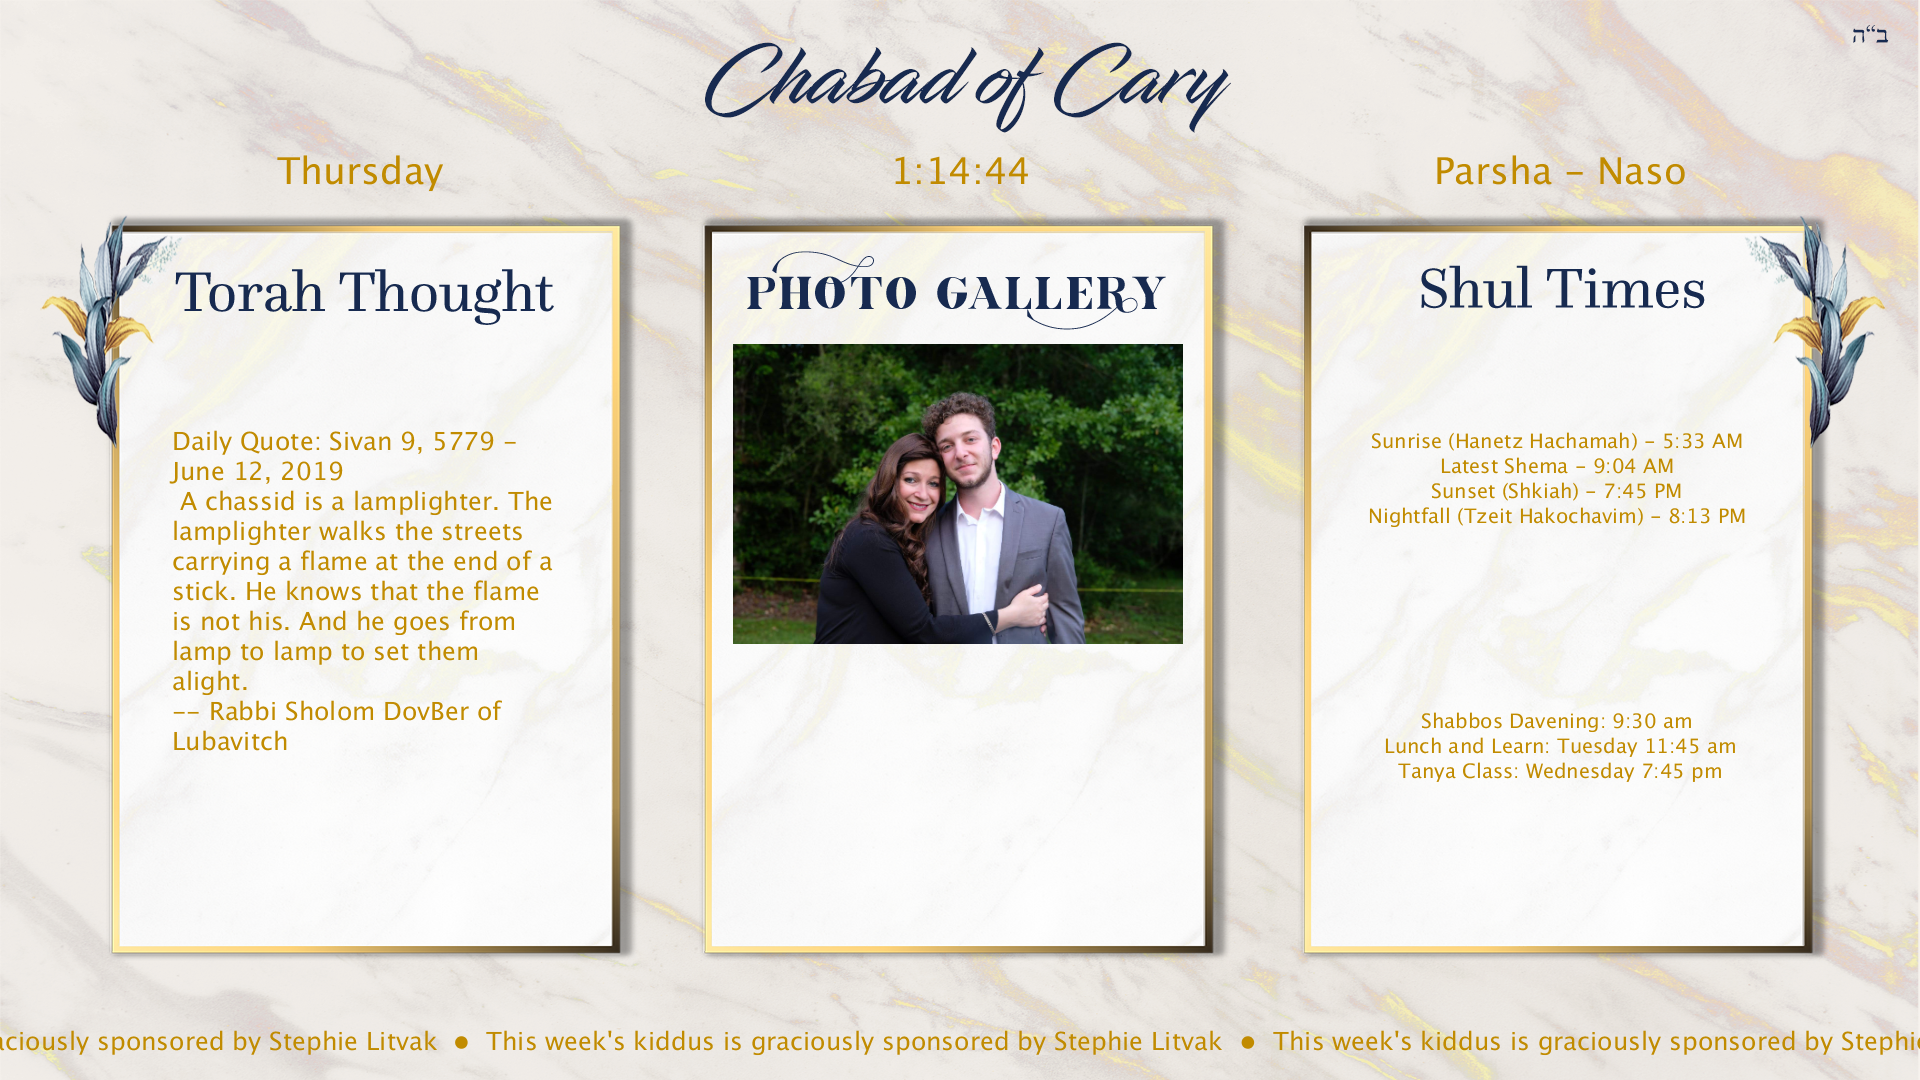 ב“ה
Chabad of Cary
Thursday
1:14:44
Parsha - Naso
Torah Thought
Daily Quote: Sivan 9, 5779 -
June 12, 2019
A chassid is a lamplighter. The
lamplighter walks the streets
carrying a flame at the end of a
stick. He knows that the flame
is not his. And he goes from
lamp to lamp to set them
alight.
-- Rabbi Sholom DovBer of
Lubavitch
PHOTO GALLERY
Shul Times
Sunrise (Hanetz Hachamah) - 5:33 AM
Latest Shema - 9:04 AM
Sunset (Shkiah) - 7:45 PM
Nightfall (Tzeit Hakochavim) - 8:13 PM
Shabbos Davening: 9:30 am
Lunch and Learn: Tuesday 11:45 am
Tanya Class: Wednesday 7:45 pm
aciously sponsored by Stephie Litvak ● This week's kiddus is graciously sponsored by Stephie Litvak ● This week's kiddus is graciously sponsored by Stephi